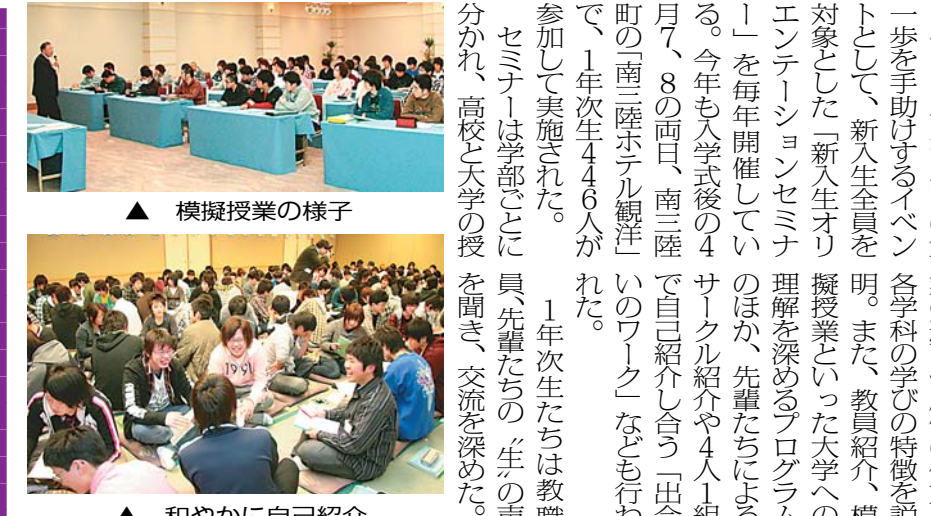 一歩を手助けするイベン
トとして、新入生全員を
対象とした「新入生オリ
エンテーションセミナ
ー」を毎年開催してい
る。今年も入学式後の4
月7、8の両日、南三陸
町の「南三陸ホテル観洋」
で、1年次生446人が
参加して実施された。
セミナーは学部ごとに
分かれ、高校と大学の授
各学科の学びの特徴を説
明。また、教員紹介、模
擬授業といった大学への
理解を深めるプログラム
のほか、先輩たちによる
サークル紹介や4人1組
で自己紹介し合う「出会
いのワーク」なども行わ
れた。
1年次生たちは教職
員、先輩たちの〝生〟の声
を聞き、交流を深めた。
▲ 模擬授業の様子
▲ 和やかに自己紹介